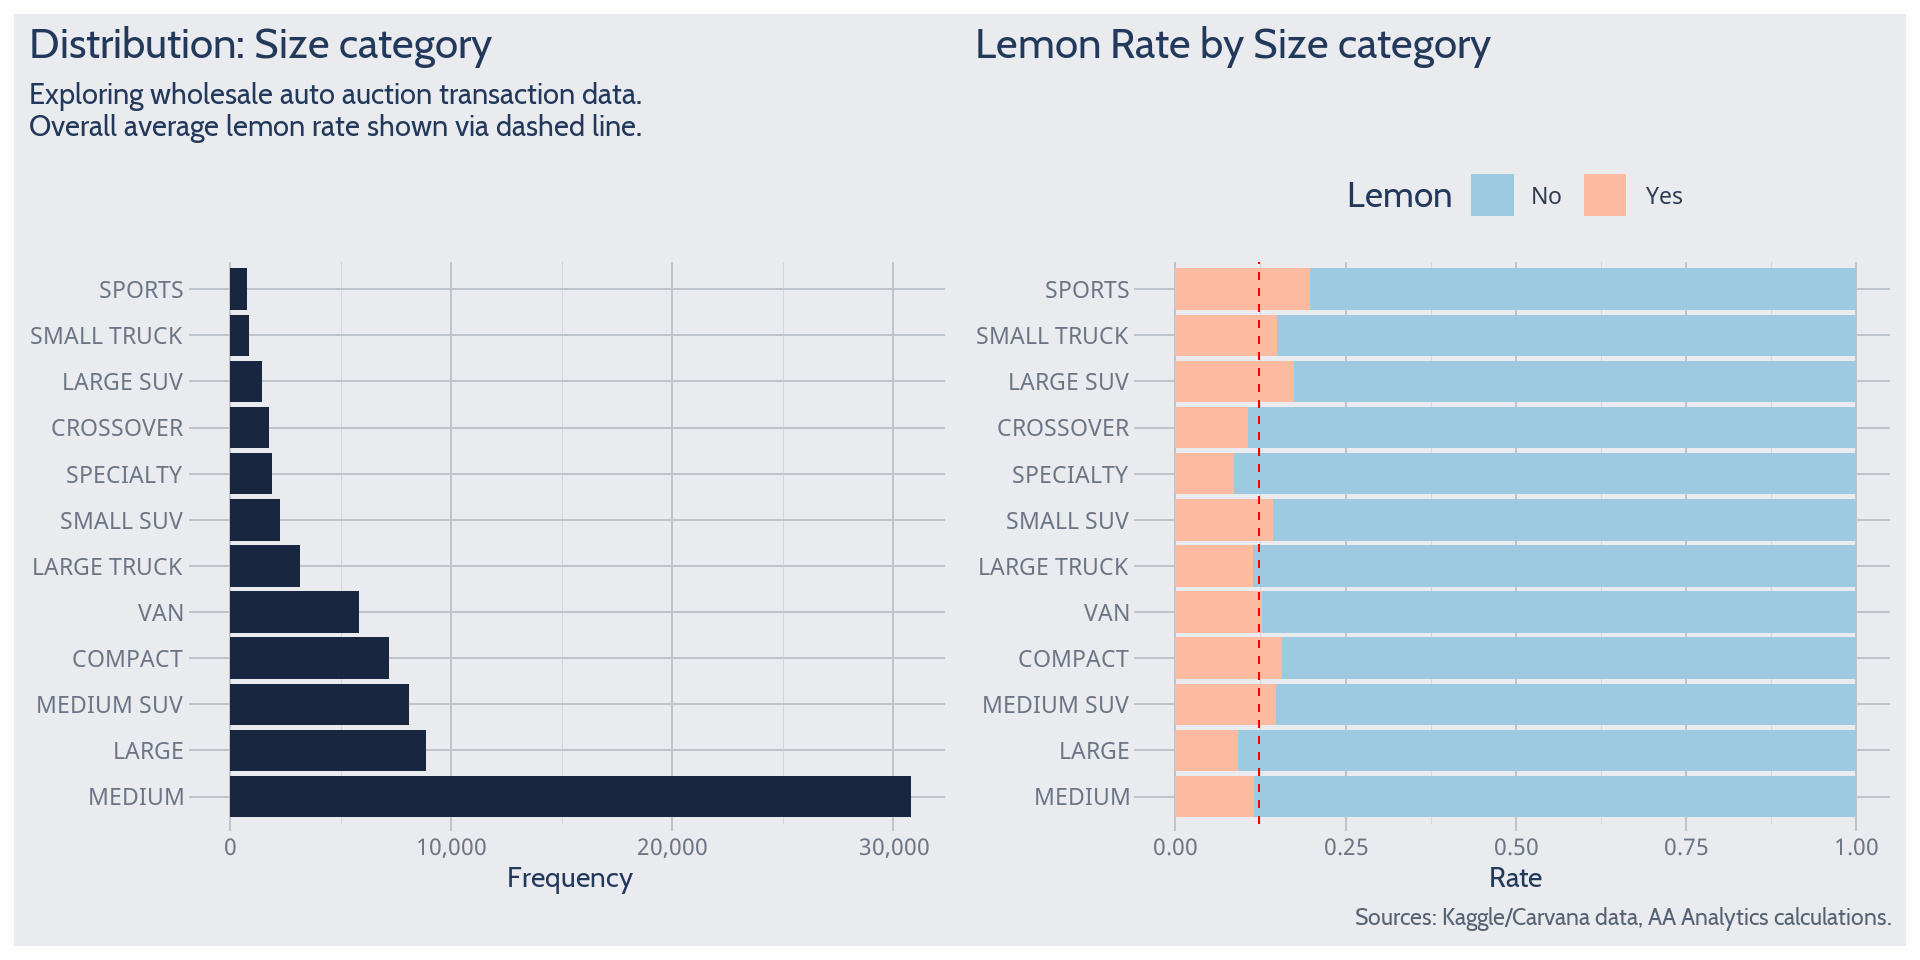 Distribution: Size category
Exploring wholesale auto auction transaction data.
Overall average lemon rate shown via dashed line.
SPORTS
SMALL TRUCK
LARGE SUV
CROSSOVER
SPECIALTY
SMALL SUV
LARGE TRUCK
VAN
COMPACT
MEDIUM SUV
LARGE
MEDIUM
0 10,000 20,000 30,000
Frequency
Lemon Rate by Size category
Lemon No Yes
SPORTS
SMALL TRUCK
LARGE SUV
CROSSOVER
SPECIALTY
SMALL SUV
LARGE TRUCK
VAN
COMPACT
MEDIUM SUV
LARGE
MEDIUM
0.00 0.25 0.50 0.75 1.00
Rate
Sources: Kaggle/Carvana data, AA Analytics calculations.